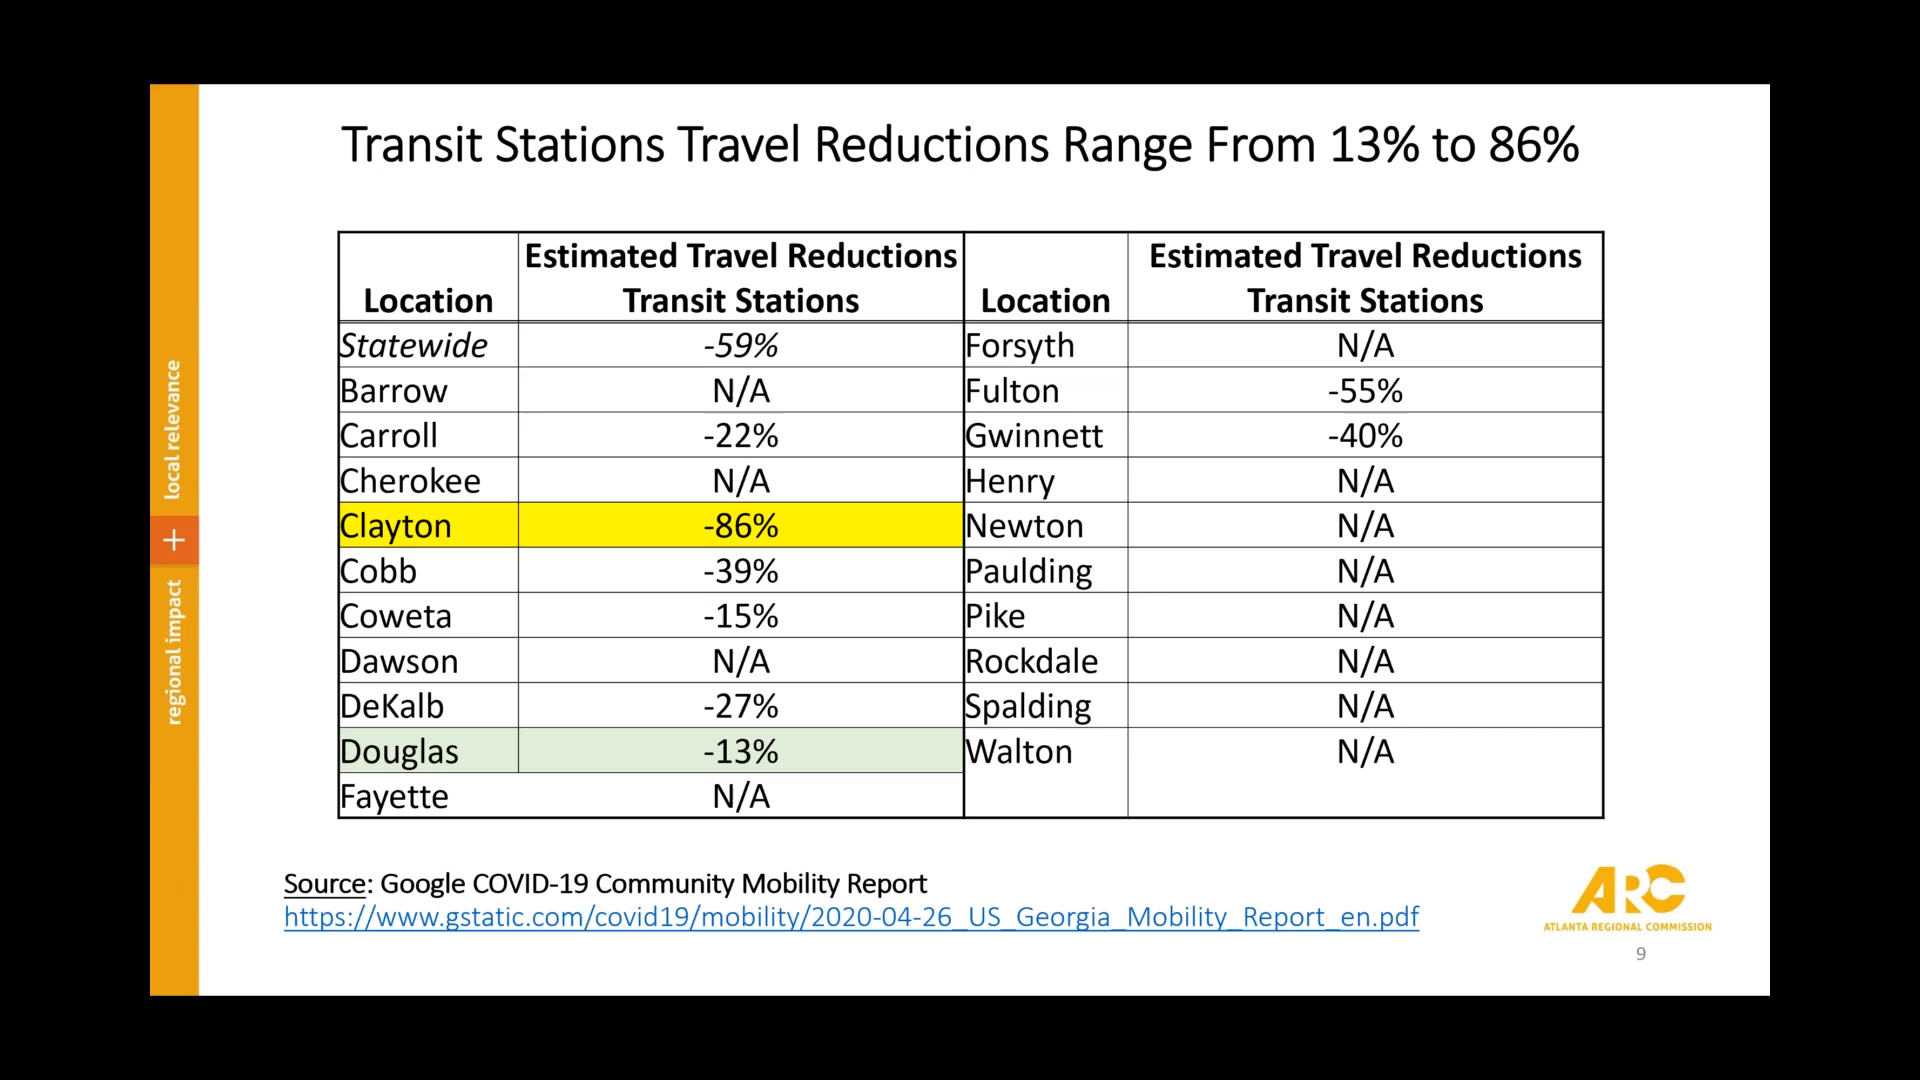 Transit Stations Travel Reductions Range From 13% to 86%
Location Estimated Travel Reductions Transit Stations Location Estimated Travel Reductions Transit Stations
Statewide -59% Forsyth N/A
Barrow N/A Fulton -55%
Carroll -22% Gwinnett -40%
Cherokee N/A Henry N/A
Clayton -86% Newton N/A
Cobb -39% Paulding N/A
Coweta -15% Pike N/A
Dawson N/A Rockdale N/A
DeKalb -27% Spalding N/A
Douglas -13% Walton N/A
Fayette N/A
Source: Google COVID-19 Community Mobility Report
https://www.gstatic.com/covid19/mobility/2020-04-26_US_Georgia_Mobility_Report_en.pdf
ARC
ATLANTA REGIONAL COMMISSION
9
regional impact + local relevance